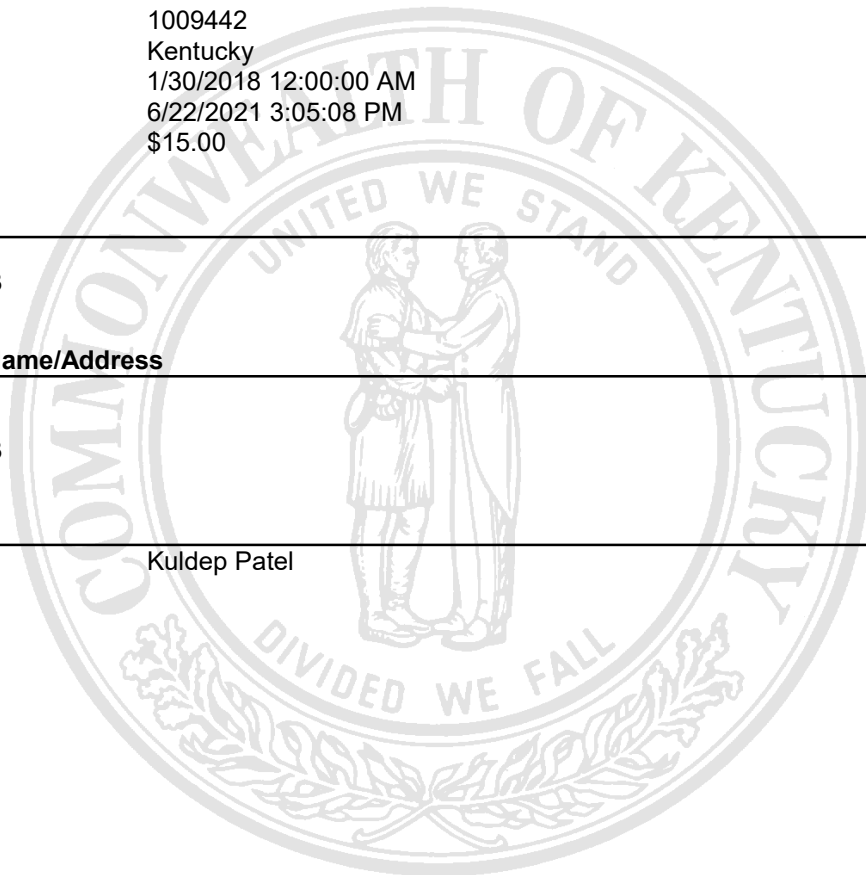 1009442
Kentucky
1/30/2018 12:00:00 AM
6/22/2021 3:05:08 PM
$15.00
COMMONWEALTH OF KENTUCKY
UNITED WE STAND
ame/Address
Kuldep Patel
DIVIDED WE FALL